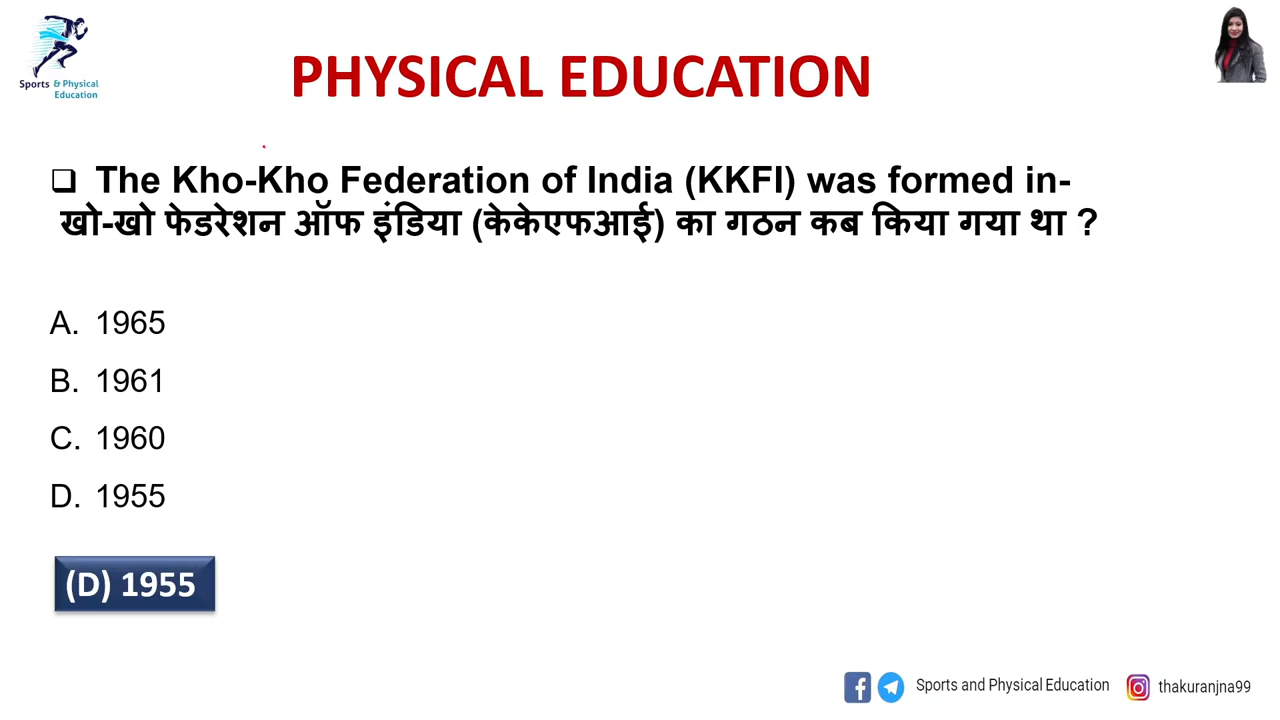 Sports & Physical
Education
PHYSICAL EDUCATION
❑ The Kho-Kho Federation of India (KKFI) was formed in-
खो-खो फेडरेशन ऑफ इंडिया (केकेएफआई) का गठन कब किया गया था ?
A. 1965
B. 1961
C. 1960
D. 1955
(D) 1955
Sports and Physical Education thakuranjna99